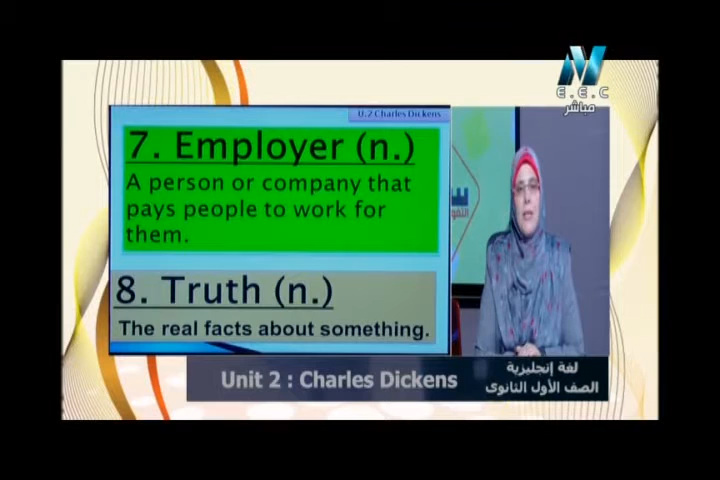 E.E.C
مباشر
U.2 Charles Dickens
7. Employer (n.)
A person or company that
pays people to work for
them.
8. Truth (n.)
The real facts about something.
Unit 2 : Charles Dickens
لغة إنجليزية
الصف الأول الثانوى